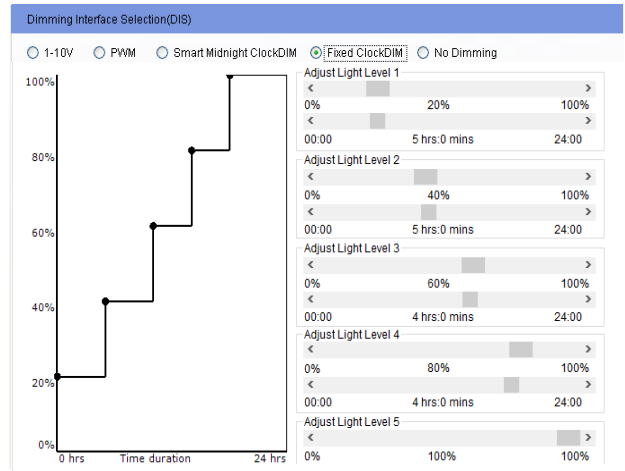 Dimming Interface Selection(DIS)
1-10V PWM Smart Midnight ClockDIM Fixed ClockDIM No Dimming
100%
80%
60%
40%
20%
0%
0 hrs Time duration 24 hrs
Adjust Light Level 1
< >
0% 20% 100%
< >
00:00 5 hrs:0 mins 24:00
Adjust Light Level 2
< >
0% 40% 100%
< >
00:00 5 hrs:0 mins 24:00
Adjust Light Level 3
< >
0% 60% 100%
< >
00:00 4 hrs:0 mins 24:00
Adjust Light Level 4
< >
0% 80% 100%
< >
00:00 4 hrs:0 mins 24:00
Adjust Light Level 5
< >
0% 100% 100%